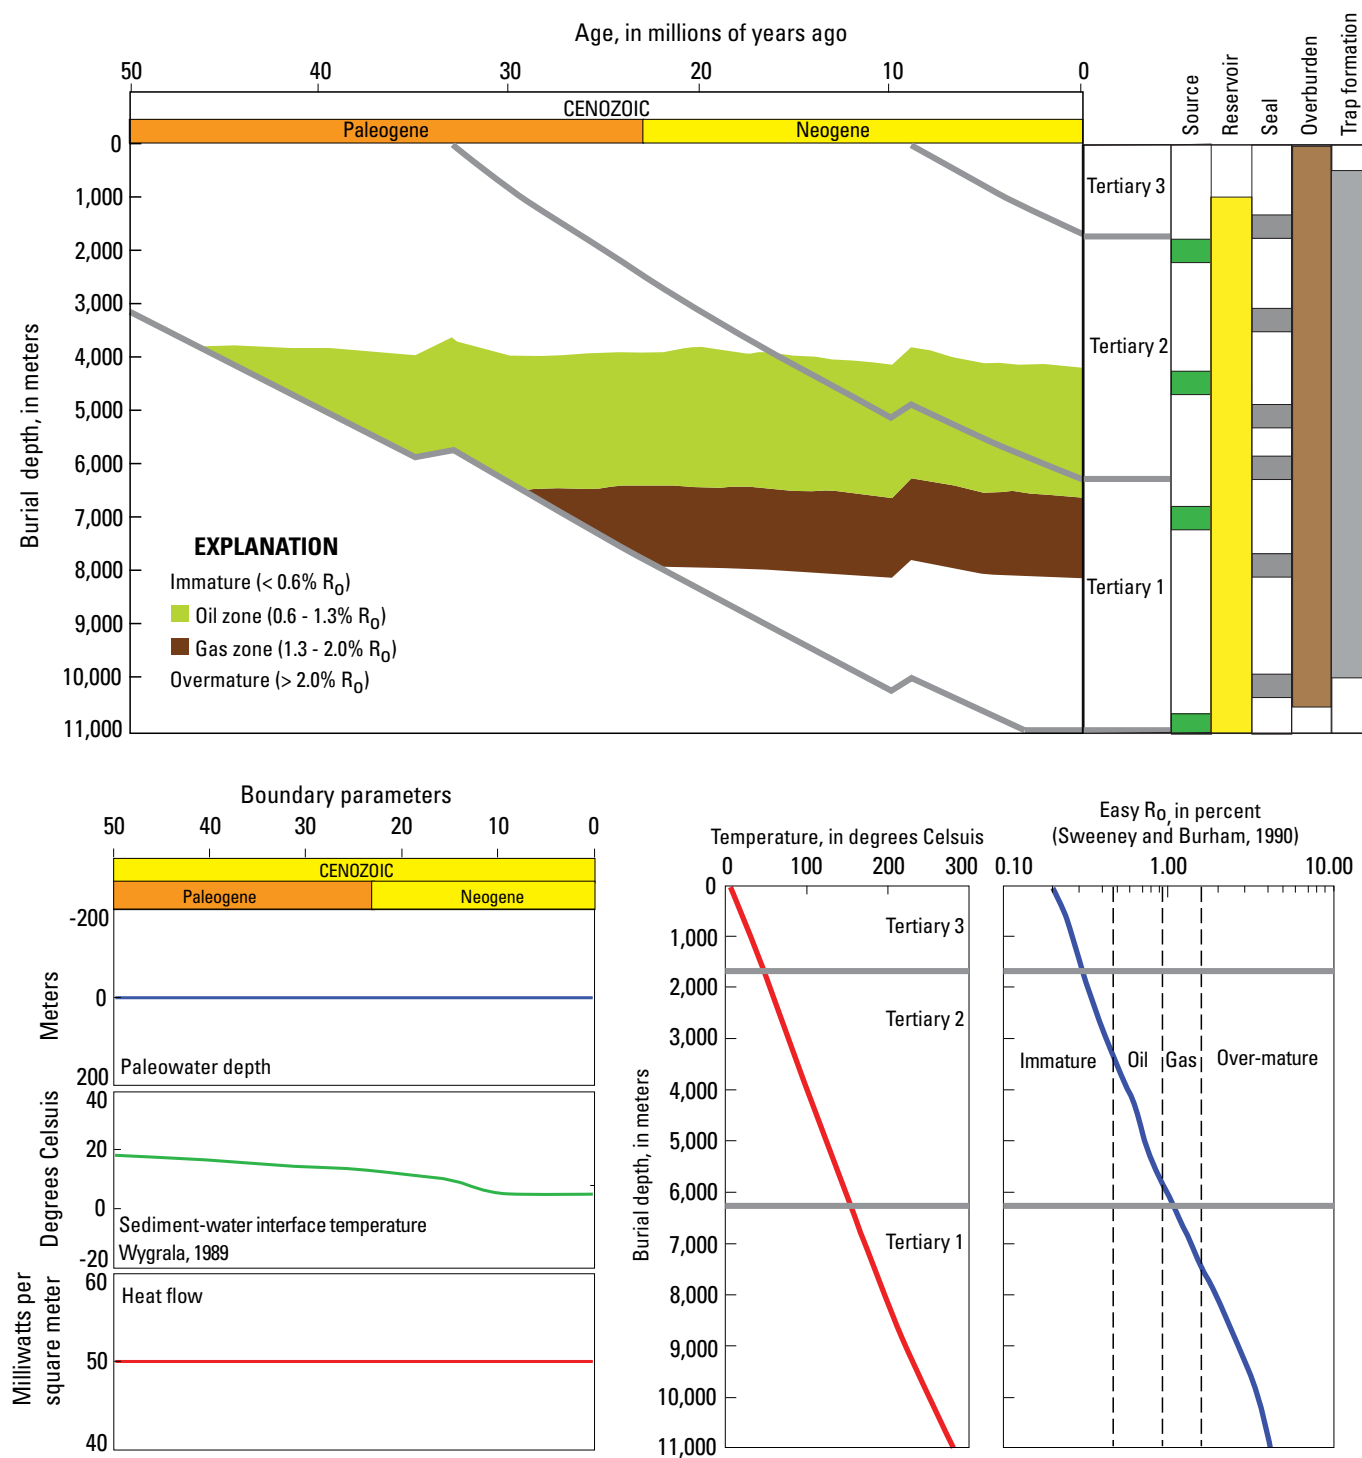 Age, in millions of years ago
50 40 30 20 10 0
CENOZOIC
Paleogene Neogene
Source
Reservoir
Seal
Overburden
Trap formation
Burial depth, in meters
0
1,000
2,000
3,000
4,000
5,000
6,000
7,000
8,000
9,000
10,000
11,000
Tertiary 3
Tertiary 2
Tertiary 1
EXPLANATION
Immature (< 0.6% RO)
Oil zone (0.6 - 1.3% RO)
Gas zone (1.3 - 2.0% RO)
Overmature (> 2.0% RO)
Boundary parameters
50 40 30 20 10 0
CENOZOIC
Paleogene Neogene
Meters
-200
0
200
Paleowater depth
Degrees Celsuis
40
20
0
-20
Sediment-water interface temperature
Wygrala, 1989
Milliwatts per
square meter
60
50
40
Heat flow
Temperature, in degrees Celsuis
0 100 200 300
Burial depth, in meters
0
1,000
2,000
3,000
4,000
5,000
6,000
7,000
8,000
9,000
10,000
11,000
Tertiary 3
Tertiary 2
Tertiary 1
Easy RO, in percent
(Sweeney and Burham, 1990)
0.10 1.00 10.00
Immature Oil Gas Over-mature